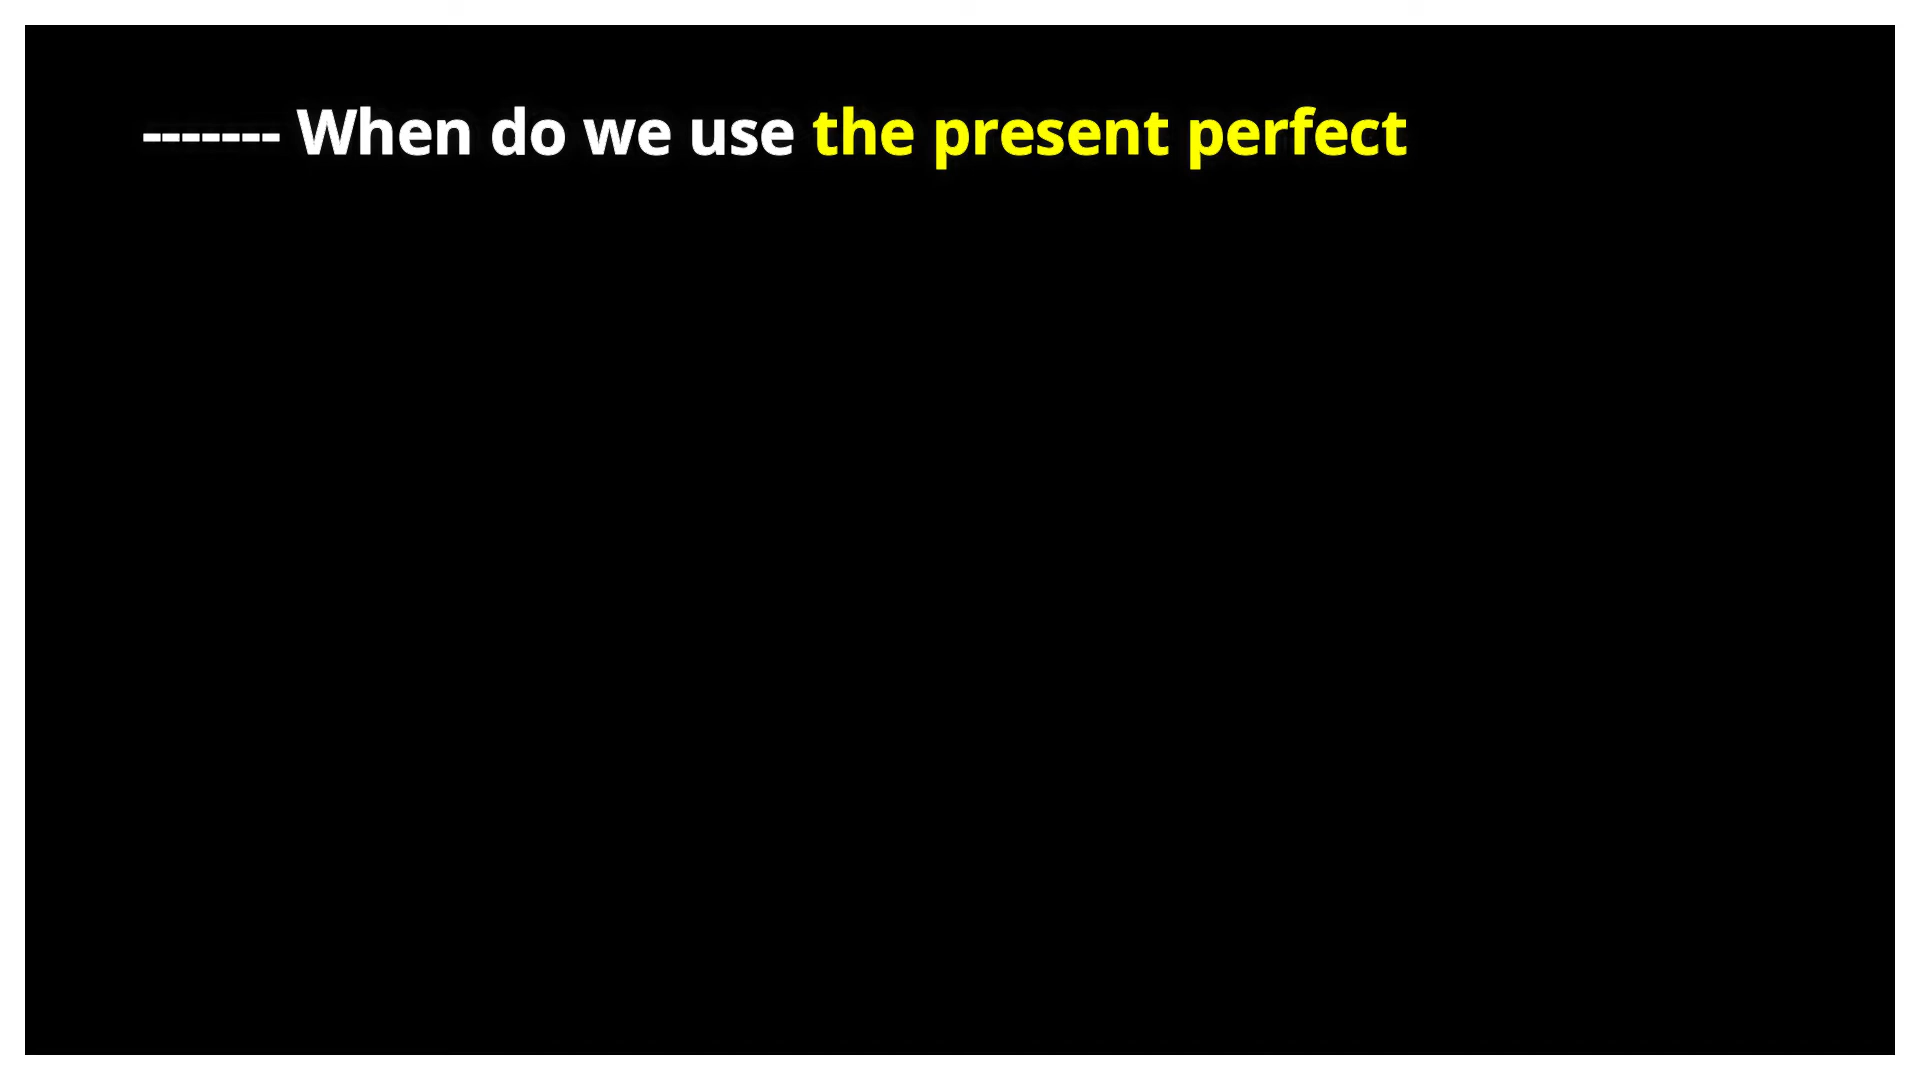 ------- When do we use the present perfect